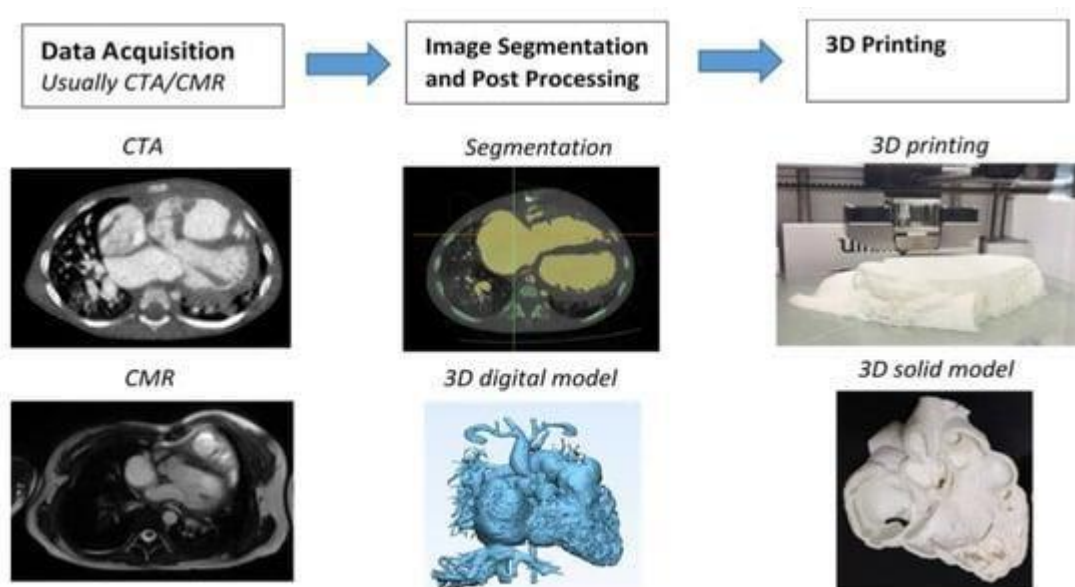 Data Acquisition
Usually CTA/CMR
Image Segmentation
and Post Processing
3D Printing
CTA
Segmentation
3D printing
CMR
3D digital model
3D solid model